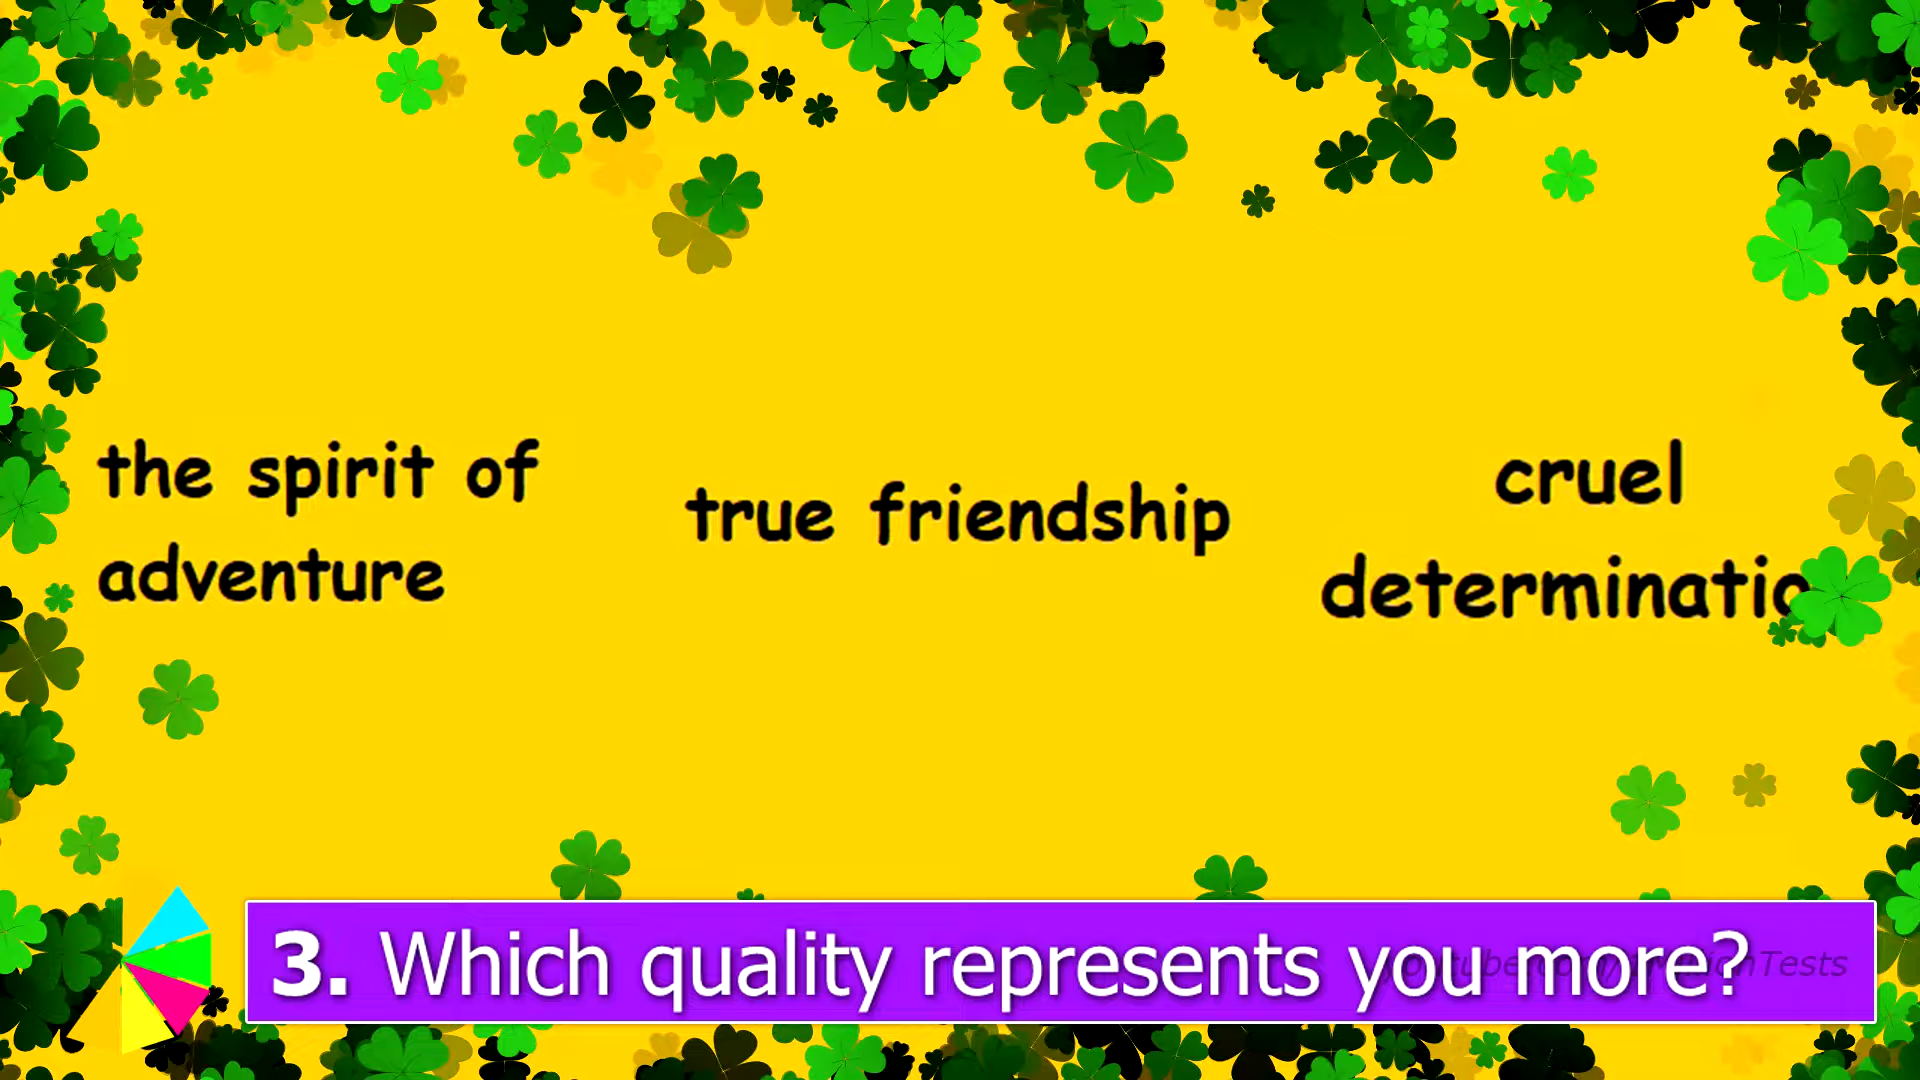 the spirit of
adventure
true friendship
cruel
determinatio
3. Which quality represents you more?